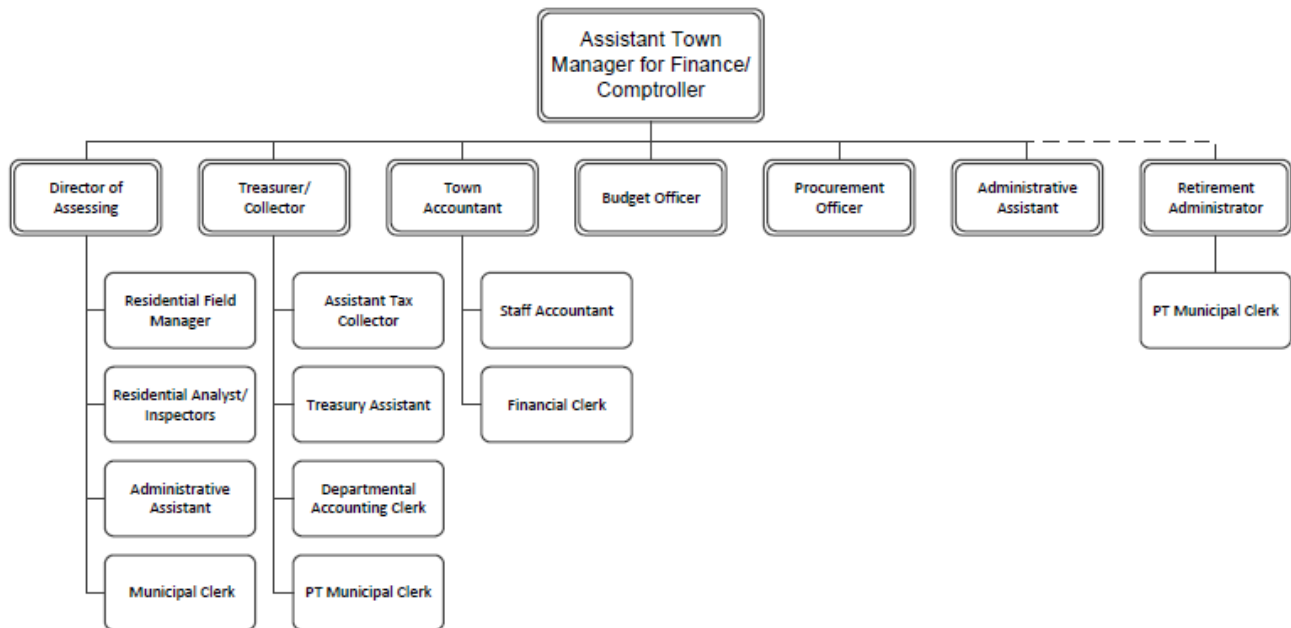 Assistant Town
Manager for Finance/
Comptroller
Director of
Assessing
Treasurer/
Collector
Town
Accountant
Budget Officer
Procurement
Officer
Administrative
Assistant
Retirement
Administrator
Residential Field
Manager
Residential Analyst/
Inspectors
Administrative
Assistant
Municipal Clerk
Assistant Tax
Collector
Treasury Assistant
Departmental
Accounting Clerk
PT Municipal Clerk
Staff Accountant
Financial Clerk
PT Municipal Clerk